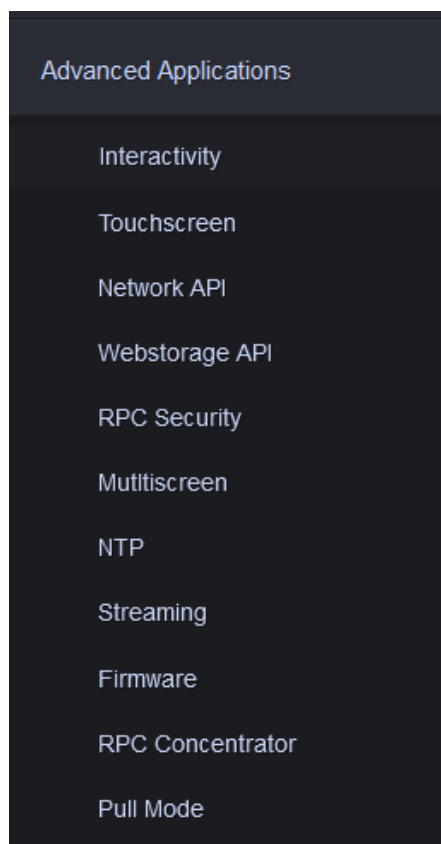 Advanced Applications
Interactivity
Touchscreen
Network API
Webstorage API
RPC Security
Mutltiscreen
NTP
Streaming
Firmware
RPC Concentrator
Pull Mode